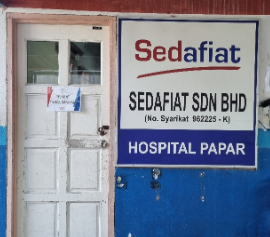 Sedafiat
SEDAFIAT SDN BHD
(No. Syarikat 962225 - K)
HOSPITAL PAPAR